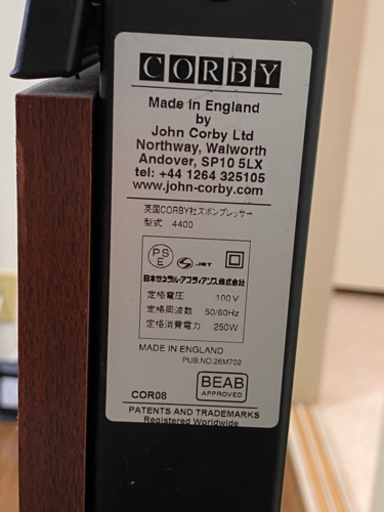 CORBY
Made in England
by
John Corby Ltd
Northway, Walworth
Andover, SP10 5LX
tel: +44 1264 325105
www.john-corby.com
英国CORBY社ズボンプレッサー
型式 4400
PSE JET
日本ゼネラル・アプライアンス株式会社
定格電圧 100V
定格周波数 50/60Hz
定格消費電力 250W
MADE IN ENGLAND
PUB.NO.26M702
BEAB
APPROVED
COR08
PATENTS AND TRADEMARKS
Registered Worldwide